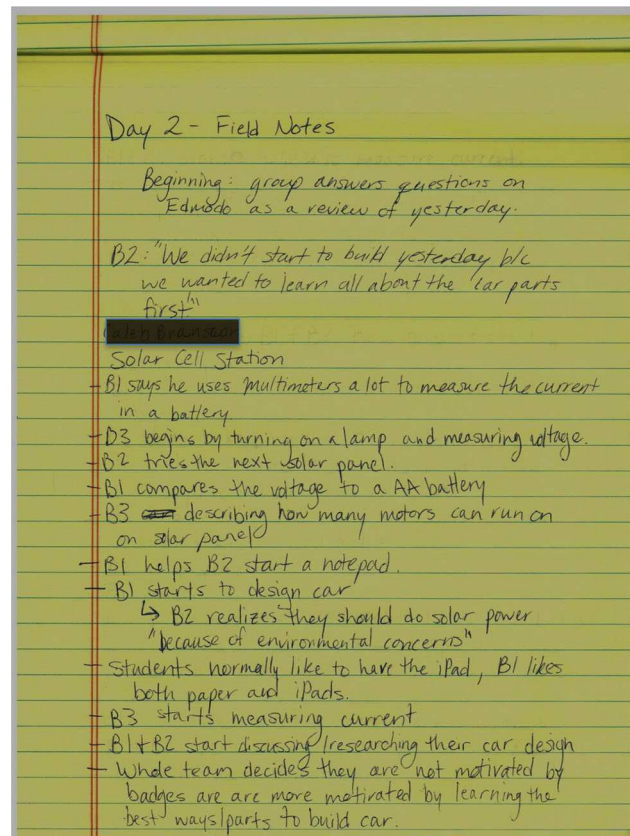 Day 2 - Field Notes
Beginning: group answers questions on
Edmodo as a review of yesterday.
B2: "We didn't start to build yesterday b/c
we wanted to learn all about the car parts
first"
Solar Cell Station
- B1 says he uses multimeters a lot to measure the current
in a battery
- B3 begins by turning on a lamp and measuring voltage.
- B2 tries the next solar panel.
- B1 compares the voltage to a AA battery
- B3 describing how many motors can run on
on solar panel
- B1 helps B2 start a notepad.
- B1 starts to design car
↳ B2 realizes they should do solar power
"because of environmental concerns"
- Students normally like to have the iPad, B1 likes
both paper and iPads.
- B3 starts measuring current
- B1 + B2 start discussing/researching their car design
- Whole team decides they are not motivated by
badges are are more motivated by learning the
best ways/parts to build car.